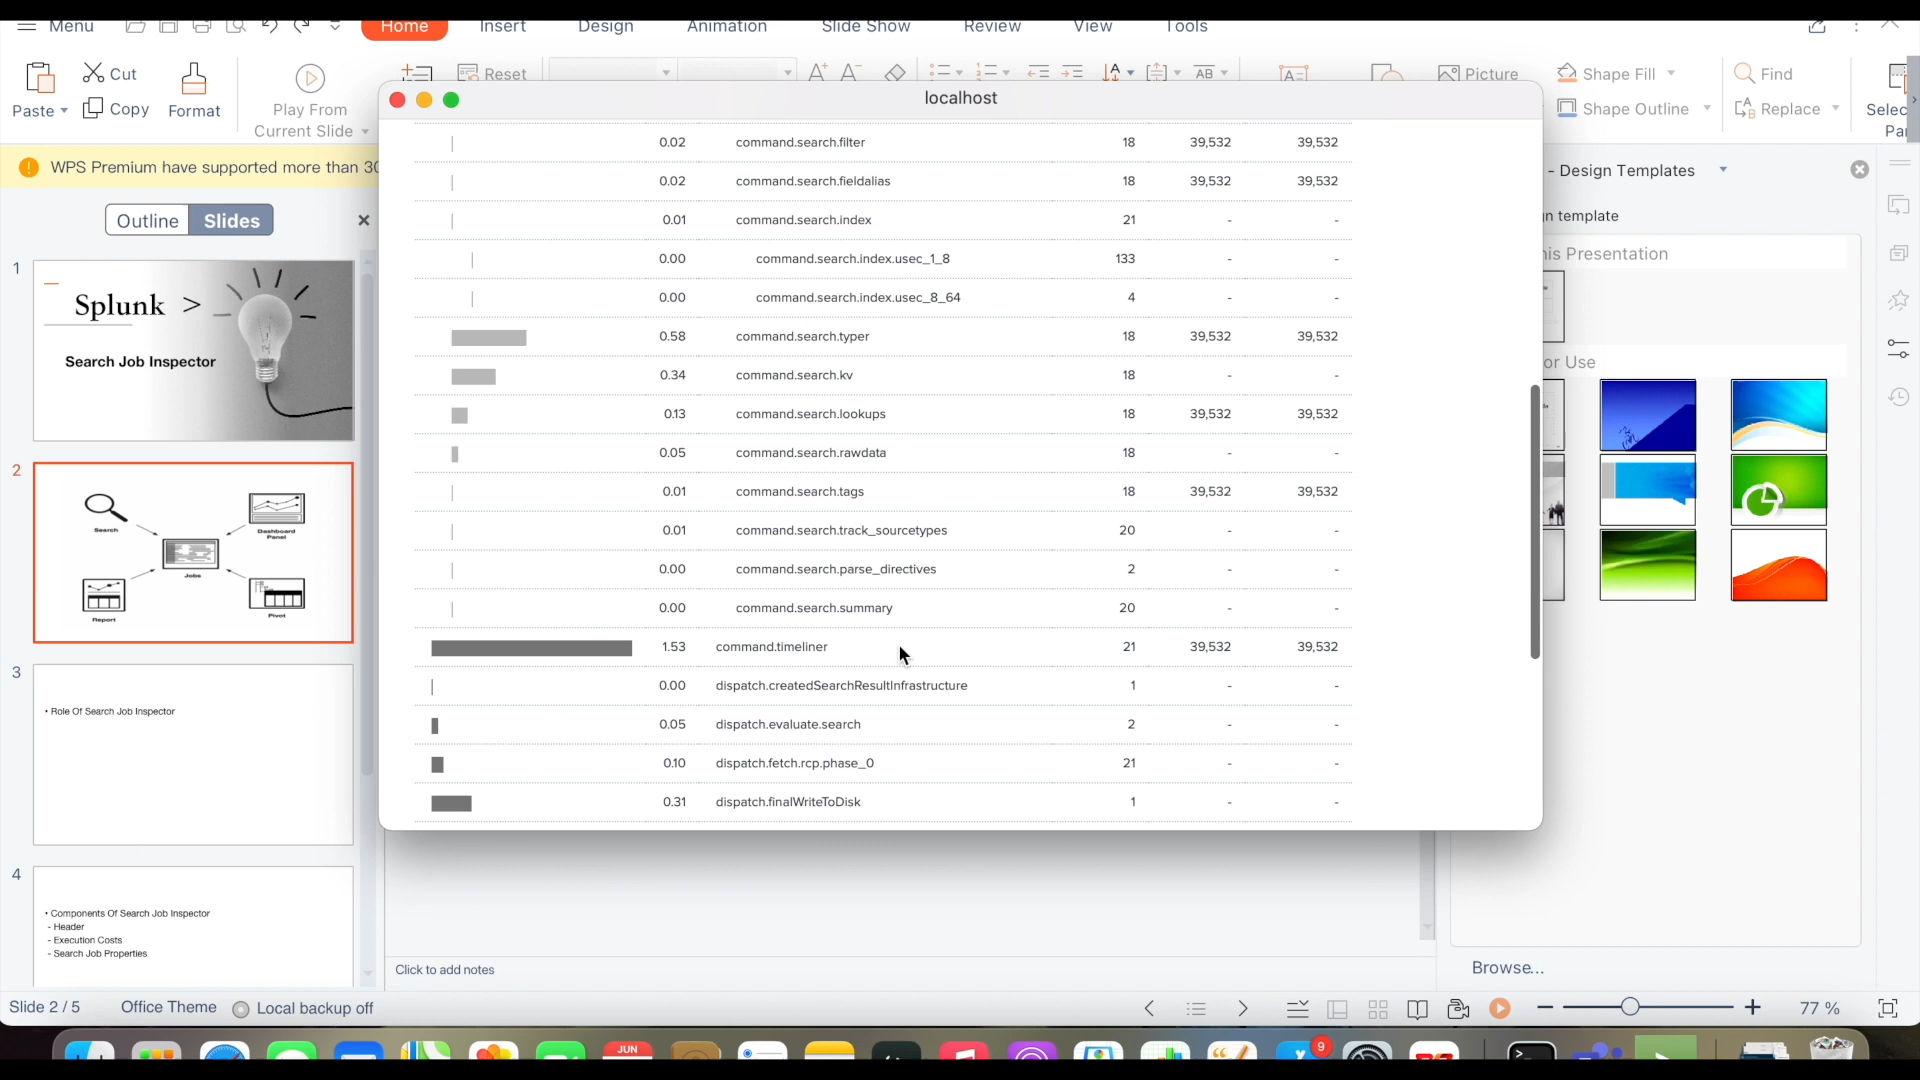 Menu
Home
Insert
Design
Animation
Slide Show
Review
View
Tools
Paste
Cut
Copy
Format
Play From
Current Slide
Reset
Picture
Shape Fill
Shape Outline
Find
Replace
WPS Premium have supported more than 30
- Design Templates
Outline
Slides
localhost
1
Splunk >
Search Job Inspector
2
Search
Dashboard
Panel
Jobs
Report
Pivot
3
• Role Of Search Job Inspector
4
• Components Of Search Job Inspector
- Header
- Execution Costs
- Search Job Properties
0.02 command.search.filter 18 39,532 39,532
0.02 command.search.fieldalias 18 39,532 39,532
0.01 command.search.index 21 - -
0.00 command.search.index.usec_1_8 133 - -
0.00 command.search.index.usec_8_64 4 - -
0.58 command.search.typer 18 39,532 39,532
0.34 command.search.kv 18 - -
0.13 command.search.lookups 18 39,532 39,532
0.05 command.search.rawdata 18 - -
0.01 command.search.tags 18 39,532 39,532
0.01 command.search.track_sourcetypes 20 - -
0.00 command.search.parse_directives 2 - -
0.00 command.search.summary 20 - -
1.53 command.timeliner 21 39,532 39,532
0.00 dispatch.createdSearchResultInfrastructure 1 - -
0.05 dispatch.evaluate.search 2 - -
0.10 dispatch.fetch.rcp.phase_0 21 - -
0.31 dispatch.finalWriteToDisk 1 - -
template
Presentation
or Use
Browse...
Click to add notes
Slide 2 / 5
Office Theme
Local backup off
77 %
JUN
9